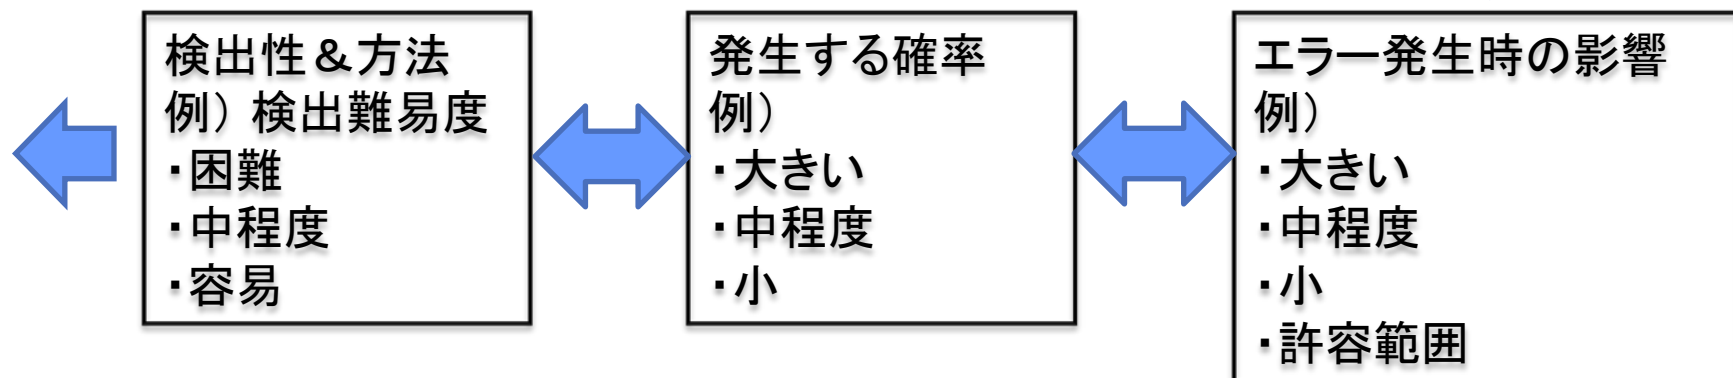 検出性＆方法
例）検出難易度
・困難
・中程度
・容易
発生する確率
例）
・大きい
・中程度
・小
エラー発生時の影響
例）
・大きい
・中程度
・小
・許容範囲